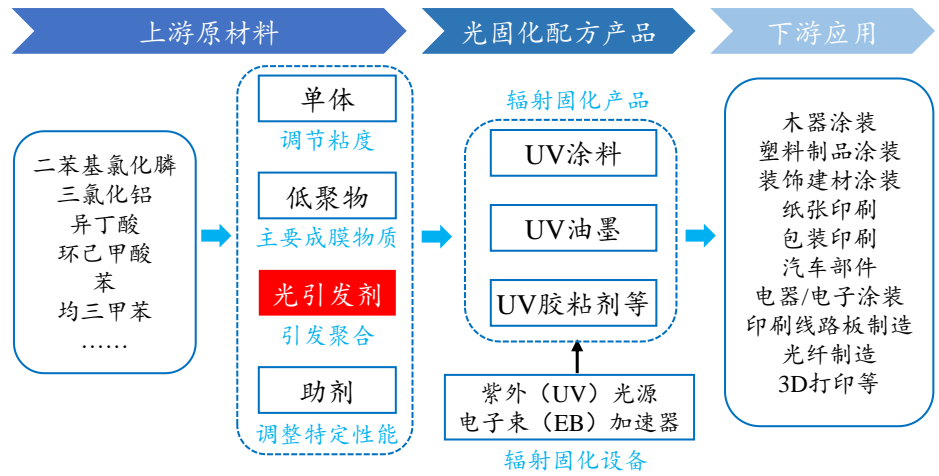 上游原材料
光固化配方产品
下游应用
二苯基氯化膦
三氯化铝
异丁酸
环己甲酸
苯
均三甲苯
……
单体
调节粘度
低聚物
主要成膜物质
光引发剂
引发聚合
助剂
调整特定性能
辐射固化产品
UV涂料
UV油墨
UV胶粘剂等
紫外（UV）光源
电子束（EB）加速器
辐射固化设备
木器涂装
塑料制品涂装
装饰建材涂装
纸张印刷
包装印刷
汽车部件
电器/电子涂装
印刷线路板制造
光纤制造
3D打印等